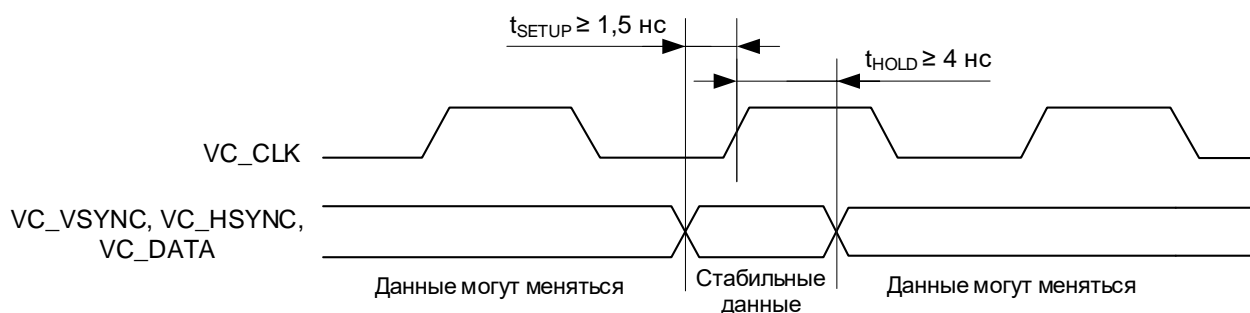 tSETUP ≥ 1,5 нс
tHOLD ≥ 4 нс
VC_CLK
VC_VSYNC, VC_HSYNC,
VC_DATA
Данные могут меняться
Стабильные
данные
Данные могут меняться